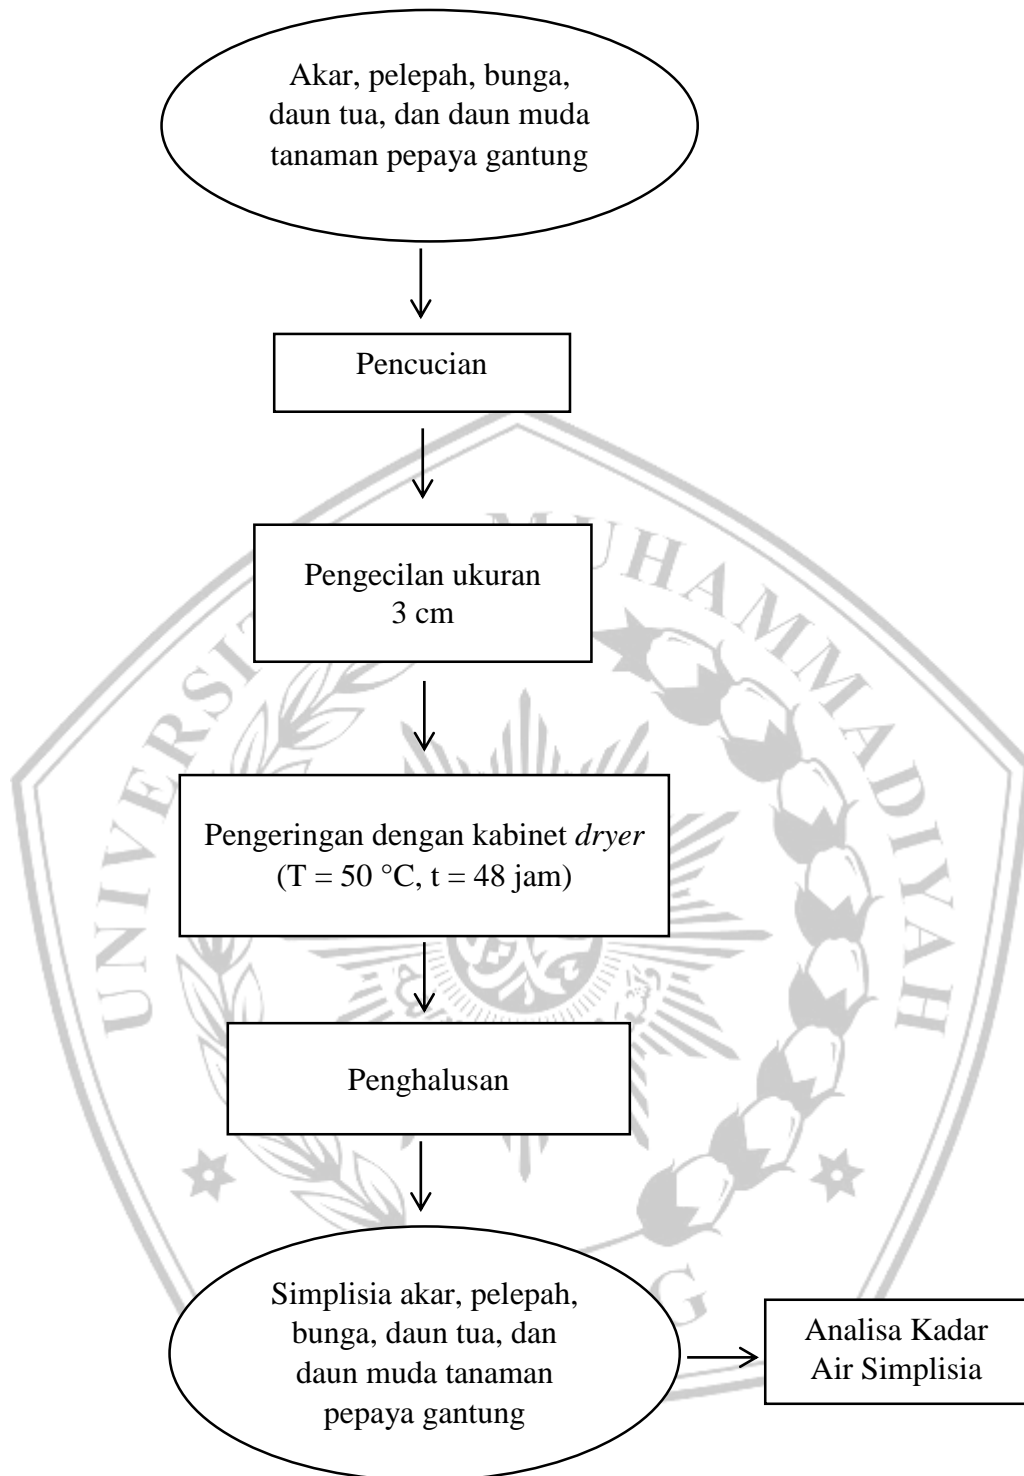 Akar, pelepah, bunga,
daun tua, dan daun muda
tanaman pepaya gantung
Pencucian
Pengecilan ukuran
3 cm
Pengeringan dengan kabinet dryer
(T = 50 °C, t = 48 jam)
Penghalusan
Simplisia akar, pelepah,
bunga, daun tua, dan
daun muda tanaman
pepaya gantung
Analisa Kadar
Air Simplisia
MUHAMMADIYAH